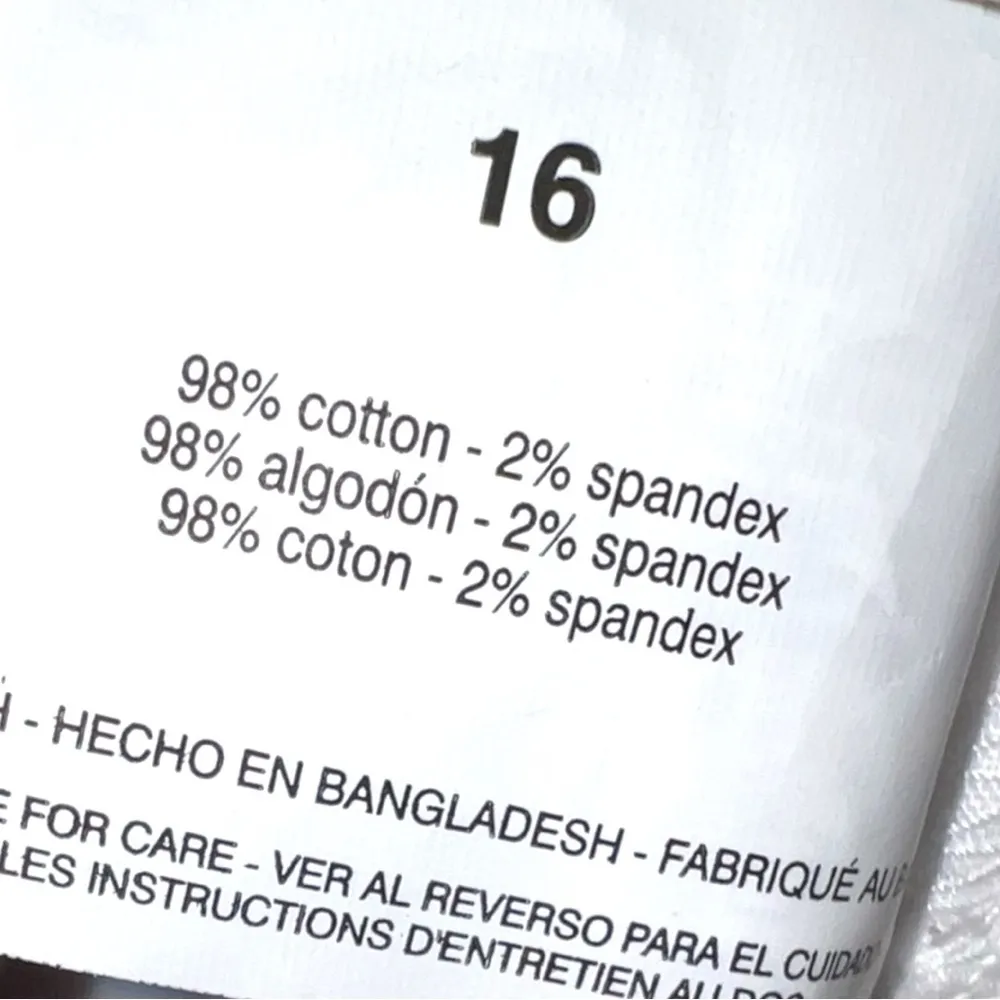 16
98% cotton - 2% spandex
98% algodón - 2% spandex
98% coton - 2% spandex
- HECHO EN BANGLADESH - FABRIQUÉ AU
FOR CARE - VER AL REVERSO PARA EL
LES INSTRUCTIONS D'ENTRETIEN AU